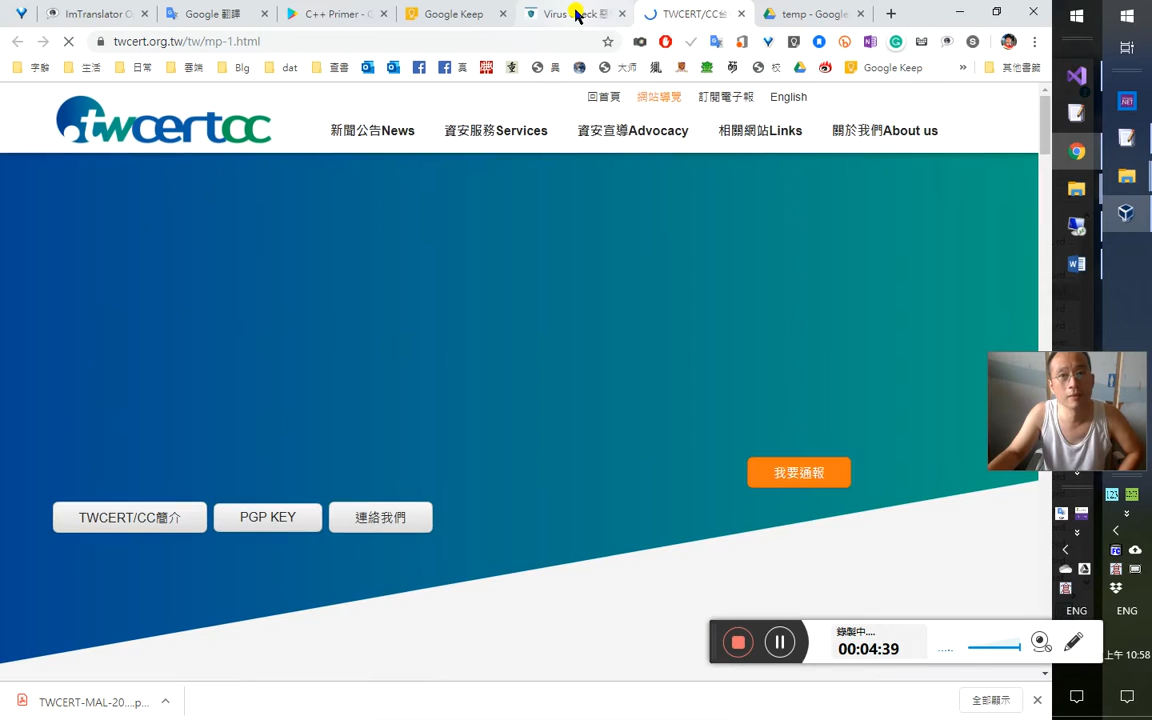 ImTranslator O
Google 翻譯
C++ Primer - G
Google Keep
TWCERT/CC台
temp - Google
twcert.org.tw/tw/mp-1.html
字辭
生活
日常
雲端
Blg
dat
查書
異
大师
校
Google Keep
其他書籤
twcertcc
回首頁
網站導覽
訂閱電子報
English
新聞公告News
資安服務Services
資安宣導Advocacy
相關網站Links
關於我們About us
我要通報
TWCERT/CC簡介
PGP KEY
連絡我們
錄製中....
00:04:39
ENG
ENG
上午 10:58
TWCERT-MAL-20....p...
全部顯示